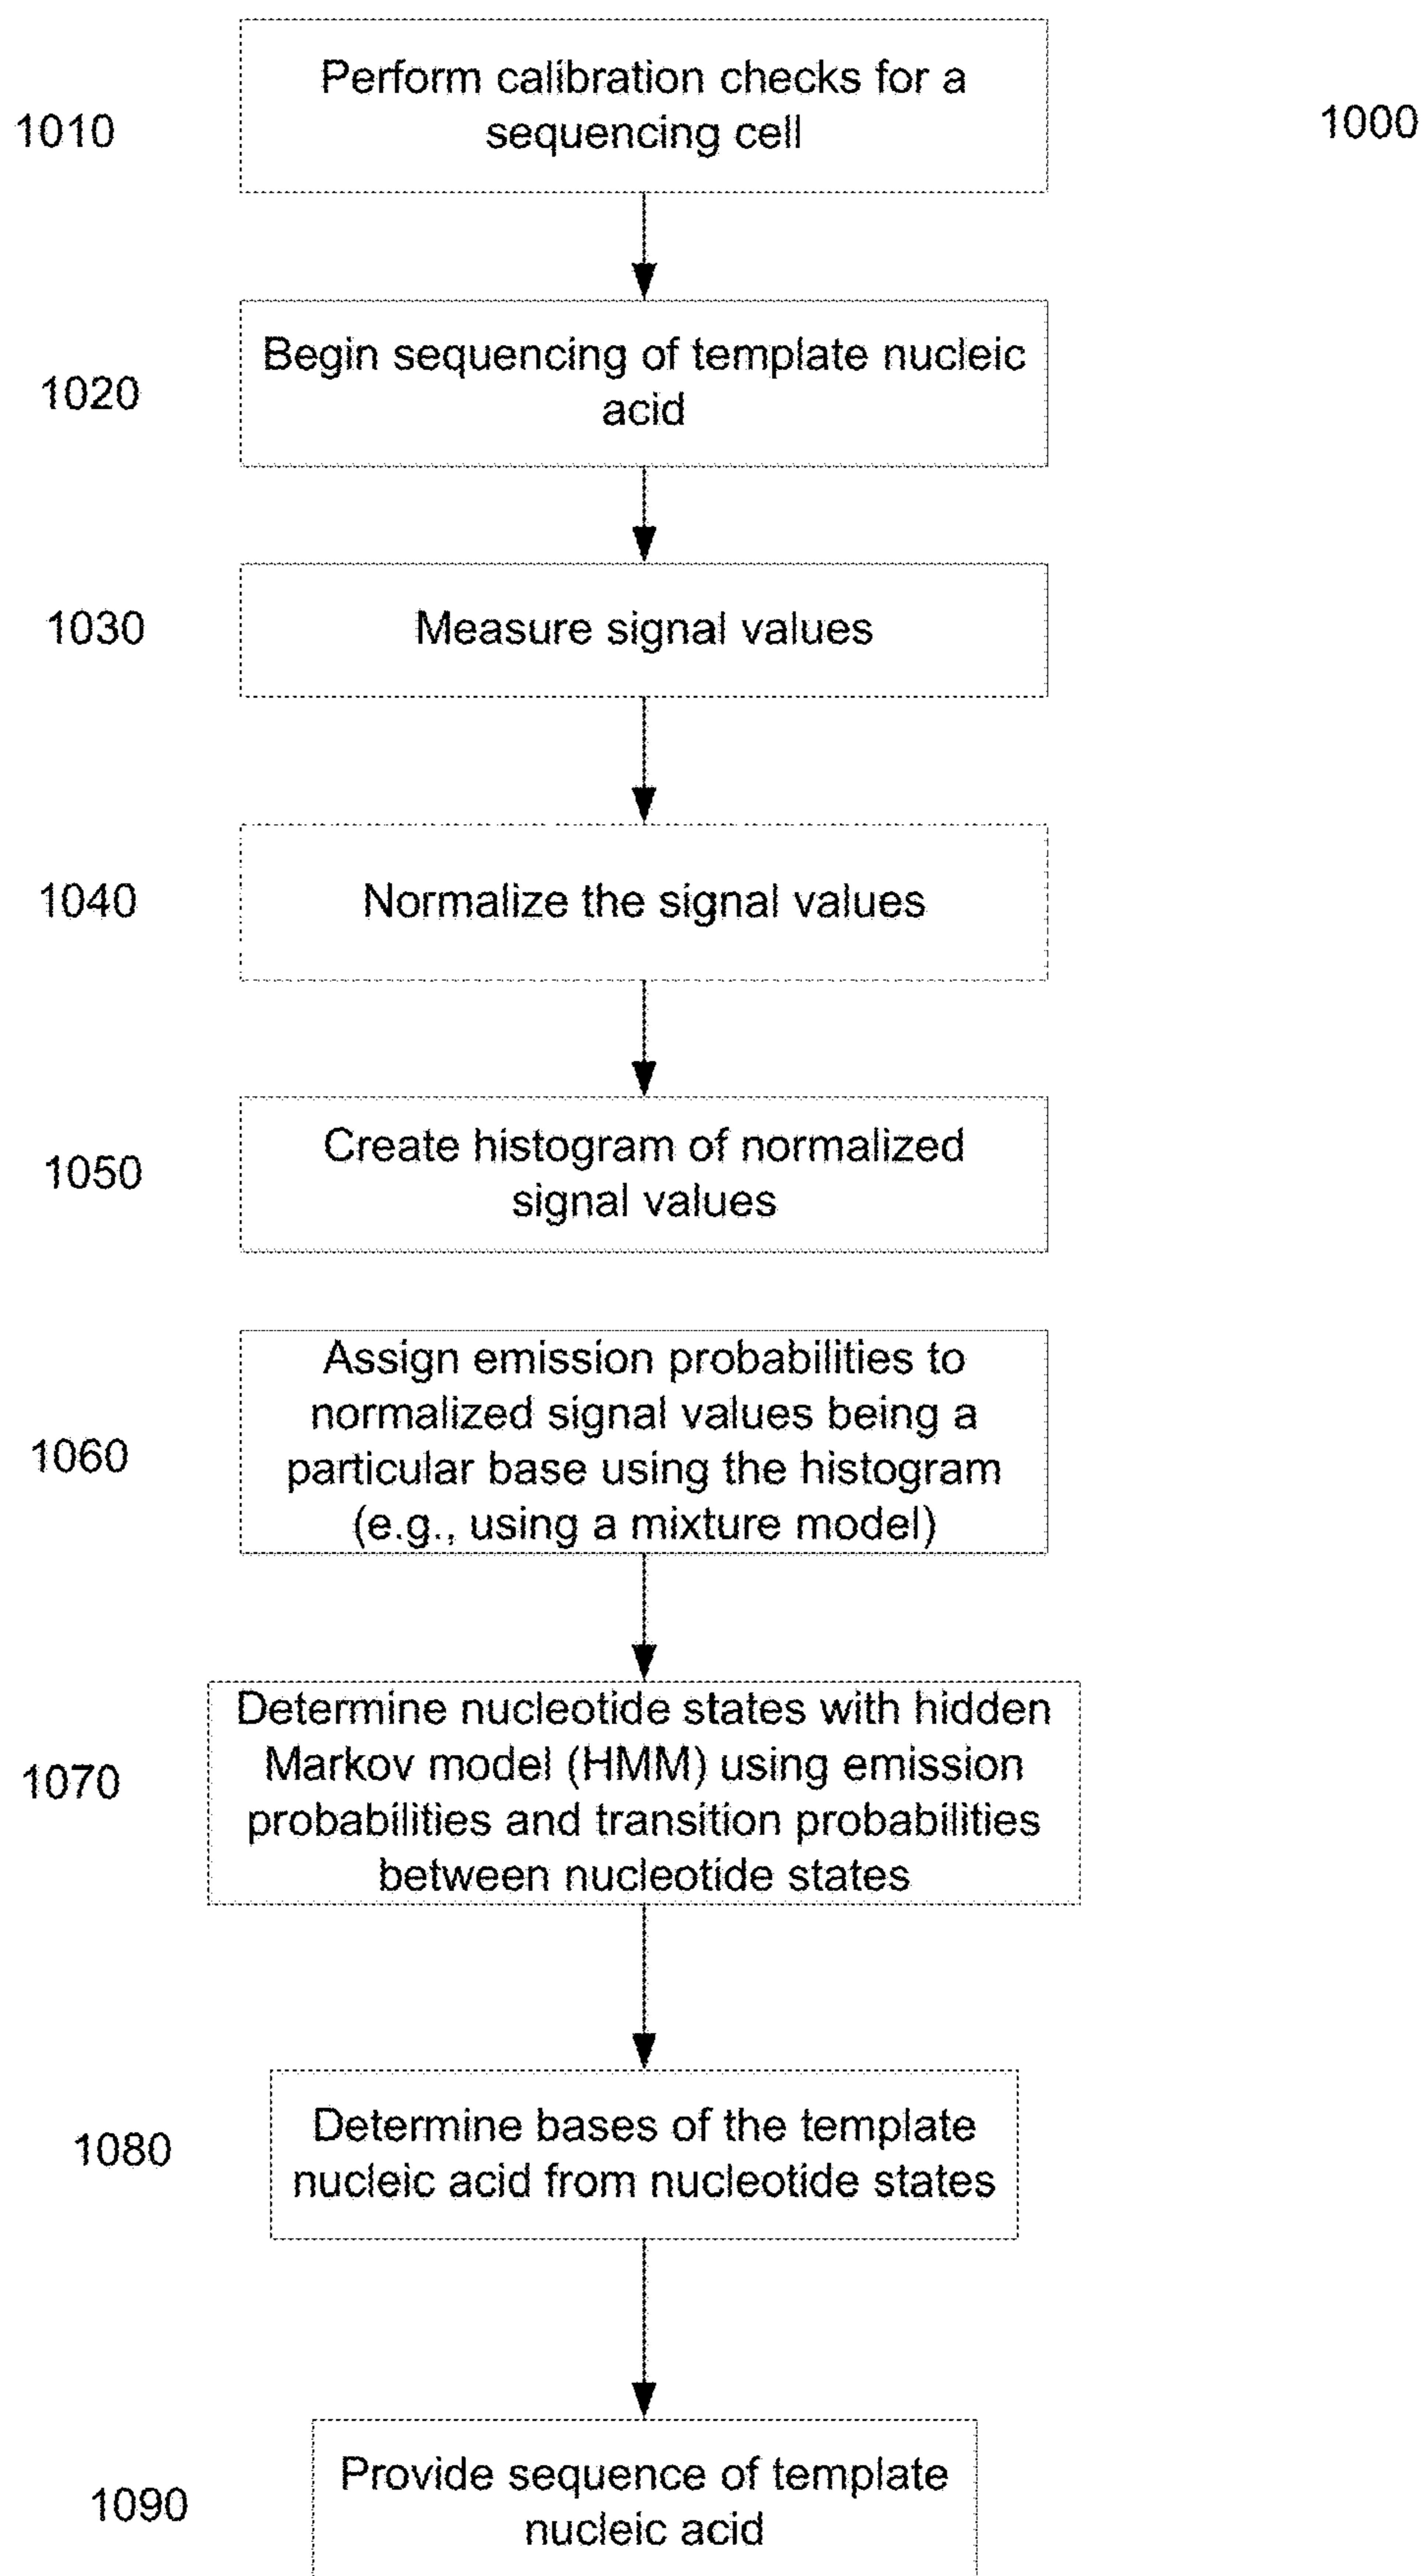 Perform calibration checks for a
sequencing cell
1010
1000
Begin sequencing of template nucleic
acid
1020
Measure signal values
1030
Normalize the signal values
1040
Create histogram of normalized
signal values
1050
Assign emission probabilities to
normalized signal values being a
particular base using the histogram
(e.g., using a mixture model)
1060
Determine nucleotide states with hidden
Markov model (HMM) using emission
probabilities and transition probabilities
between nucleotide states
1070
Determine bases of the template
nucleic acid from nucleotide states
1080
Provide sequence of template
nucleic acid
1090